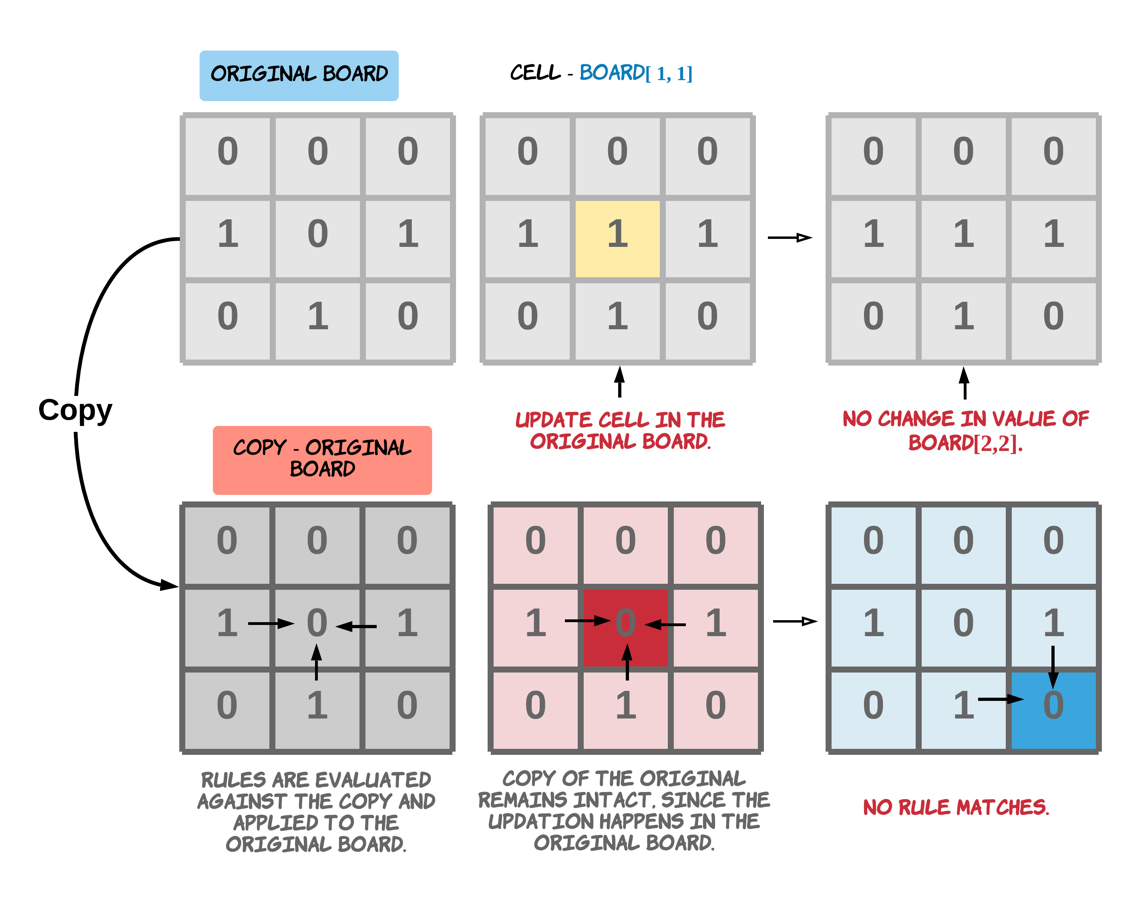 ORIGINAL BOARD
CELL - BOARD[ 1, 1]
0 0 0
1 0 1
0 1 0
0 0 0
1 1 1
0 1 0
0 0 0
1 1 1
0 1 0
Copy
UPDATE CELL IN THE
ORIGINAL BOARD.
NO CHANGE IN VALUE OF
BOARD[2,2].
COPY - ORIGINAL
BOARD
0 0 0
1 0 1
0 1 0
0 0 0
1 0 1
0 1 0
0 0 0
1 0 1
0 1 0
RULES ARE EVALUATED
AGAINST THE COPY AND
APPLIED TO THE
ORIGINAL BOARD.
COPY OF THE ORIGINAL
REMAINS INTACT. SINCE THE
UPDATION HAPPENS IN THE
ORIGINAL BOARD.
NO RULE MATCHES.